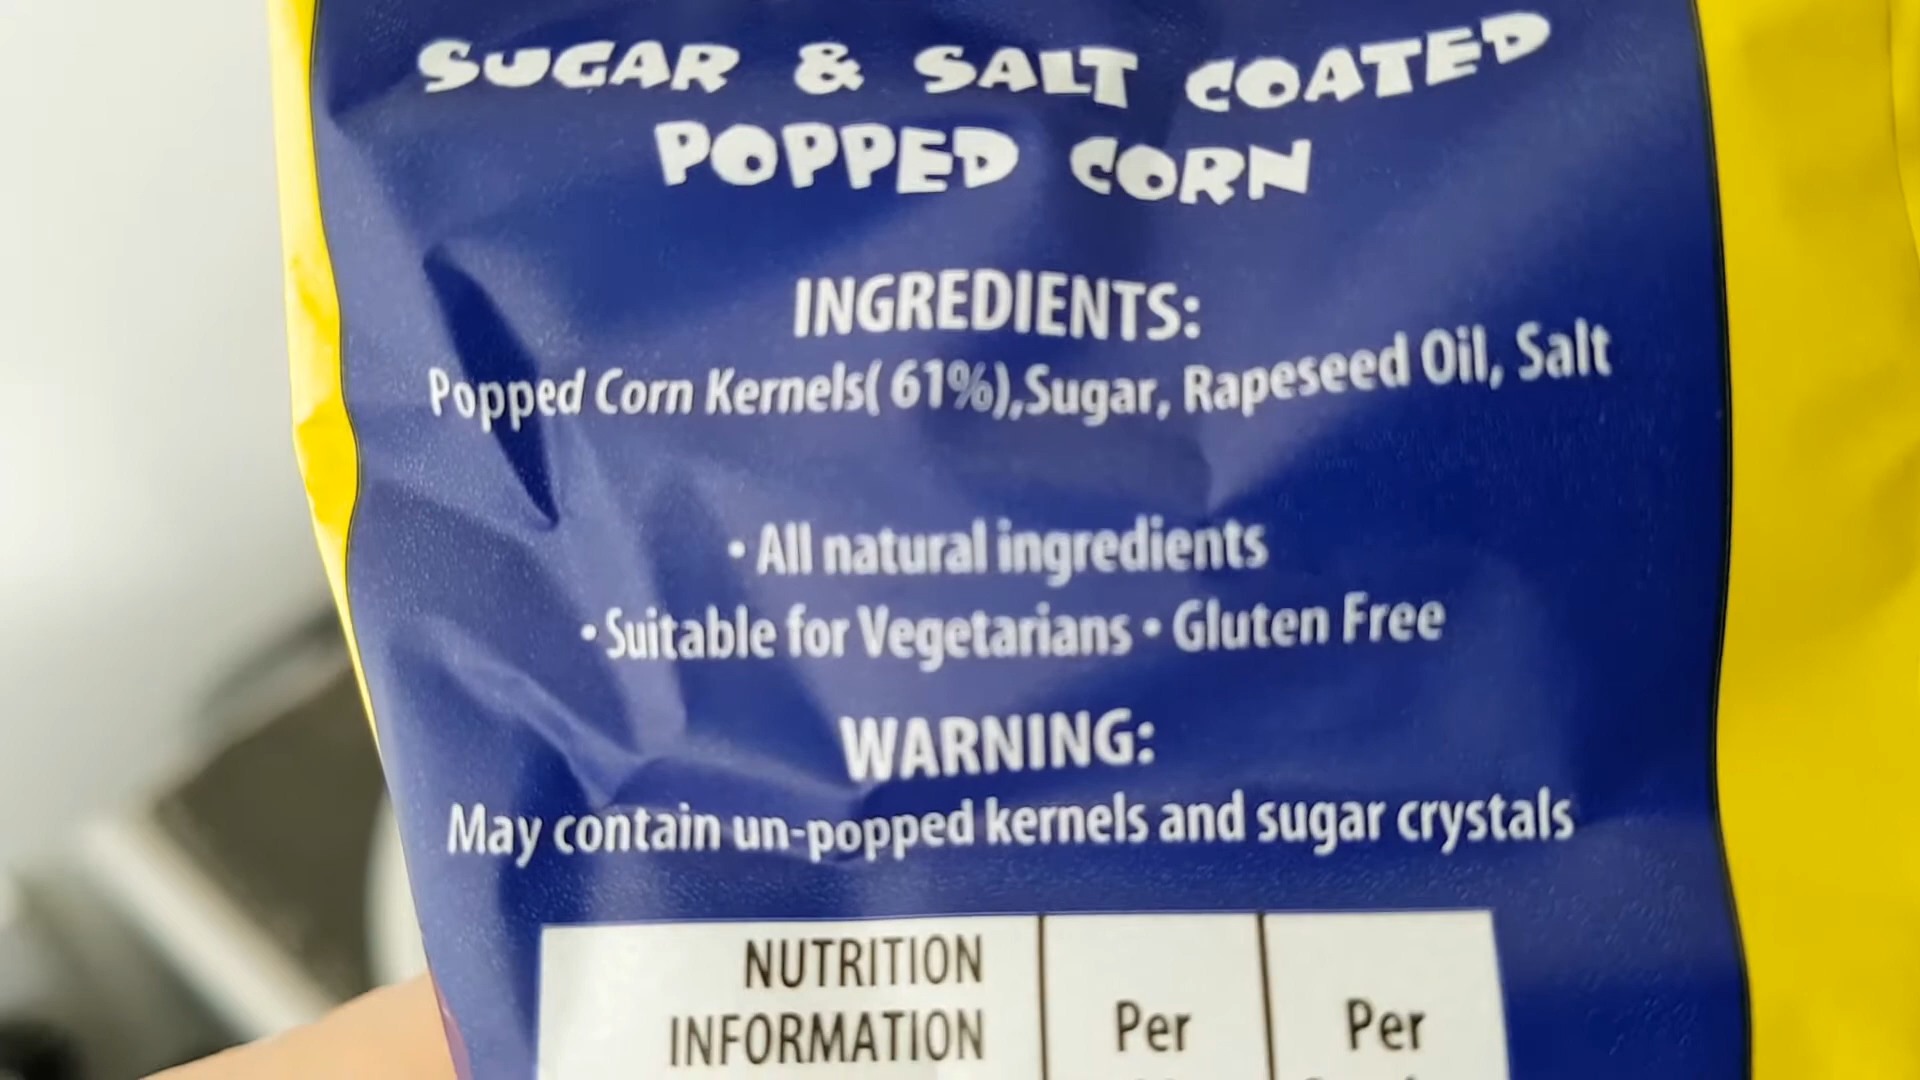 SUGAR & SALT COATED
POPPED CORN
INGREDIENTS:
Popped Corn Kernels( 61%),Sugar, Rapeseed Oil, Salt
• All natural ingredients
• Suitable for Vegetarians • Gluten Free
WARNING:
May contain un-popped kernels and sugar crystals
NUTRITION
INFORMATION
Per
Per